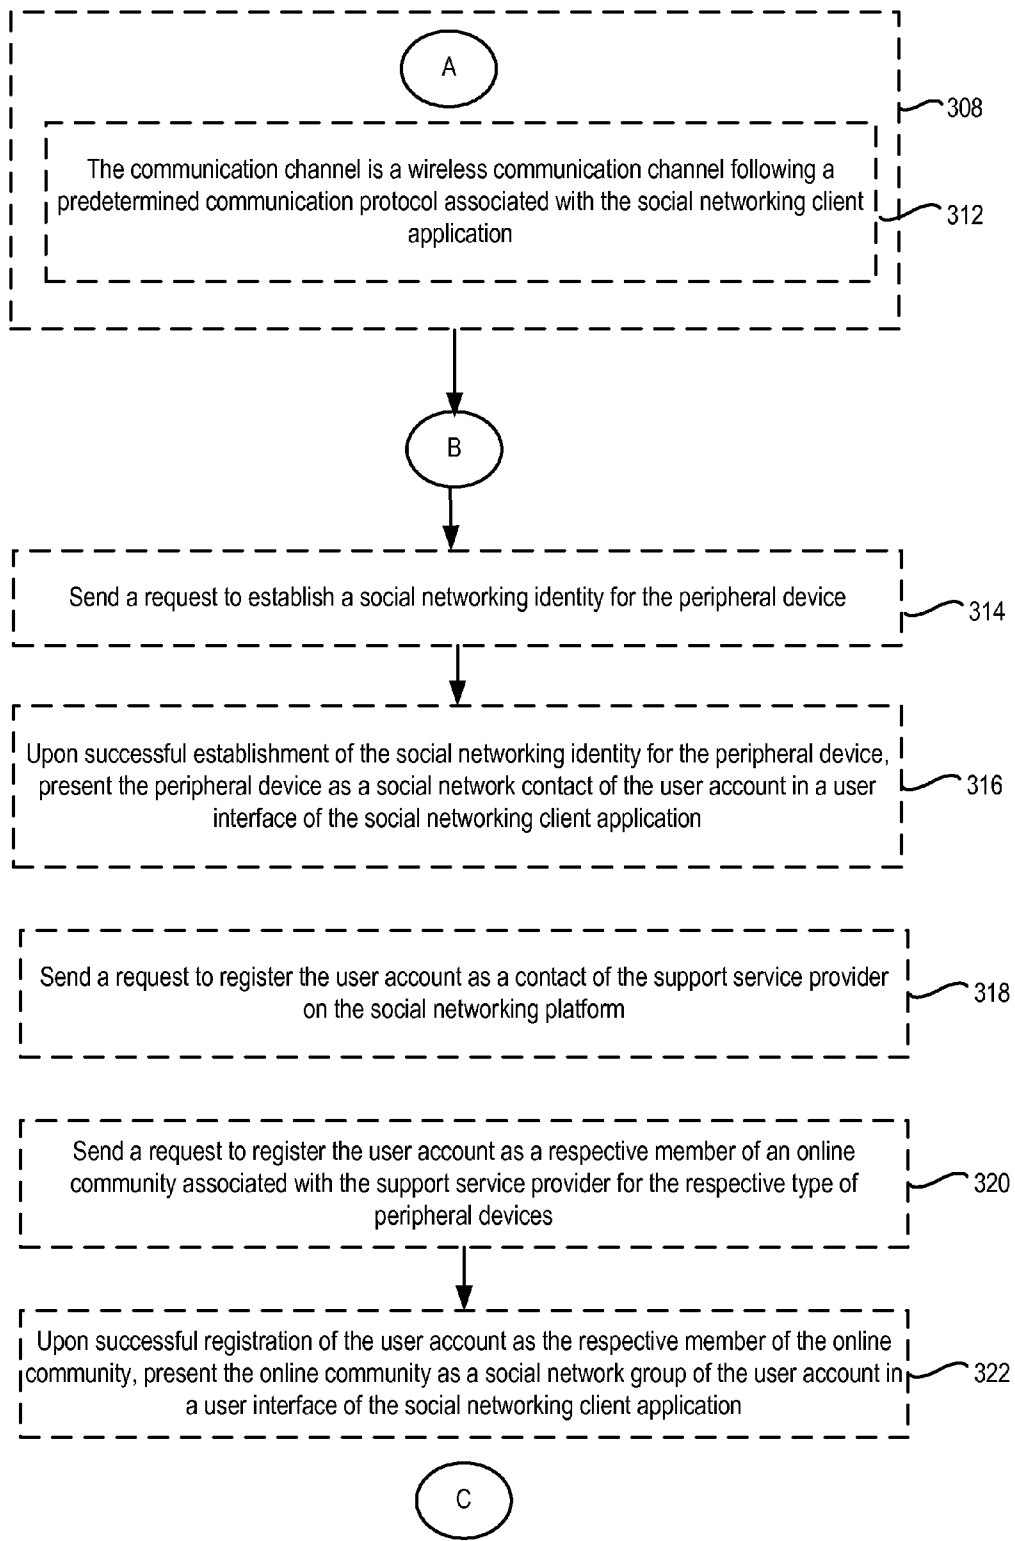 A
308
The communication channel is a wireless communication channel following a
predetermined communication protocol associated with the social networking client
application
312
B
Send a request to establish a social networking identity for the peripheral device
314
Upon successful establishment of the social networking identity for the peripheral device,
present the peripheral device as a social network contact of the user account in a user
interface of the social networking client application
316
Send a request to register the user account as a contact of the support service provider
on the social networking platform
318
Send a request to register the user account as a respective member of an online
community associated with the support service provider for the respective type of
peripheral devices
320
Upon successful registration of the user account as the respective member of the online
community, present the online community as a social network group of the user account in
a user interface of the social networking client application
322
C